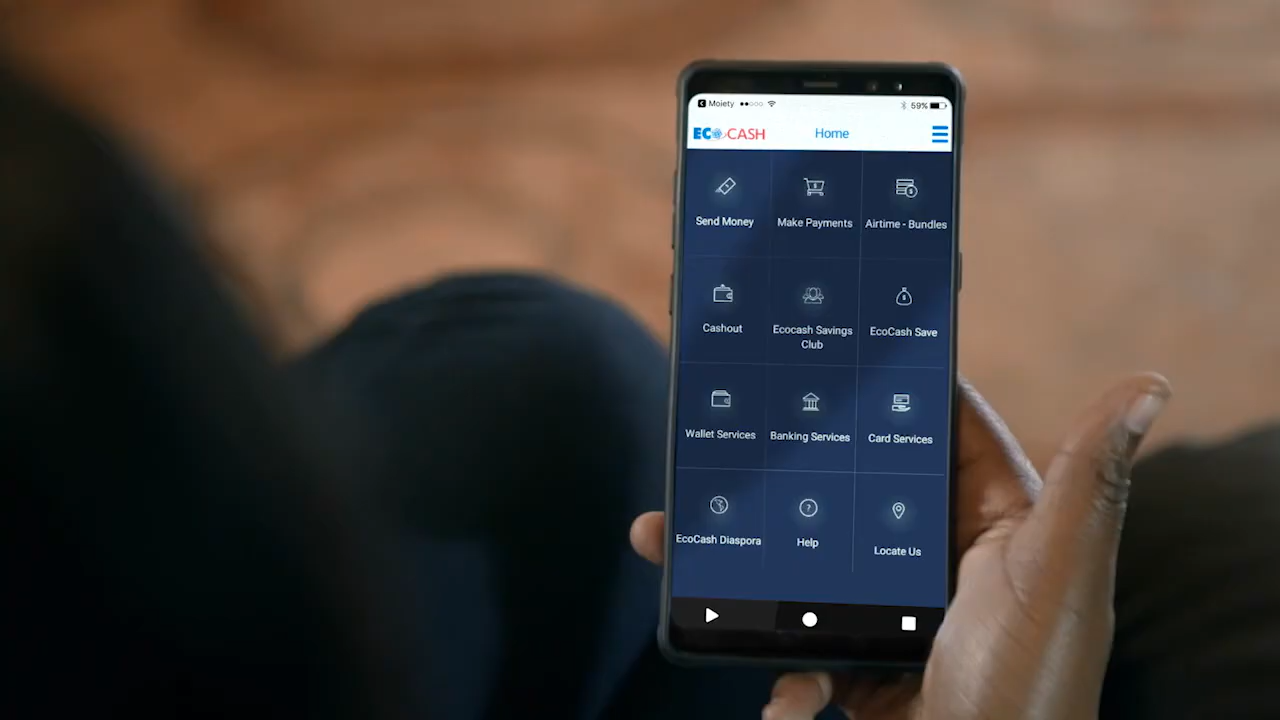 Moiety 59%
ECOCASH Home
Send Money Make Payments Airtime - Bundles
Cashout Ecocash Savings EcoCash Save
Club
Wallet Services Banking Services Card Services
EcoCash Diaspora Help Locate Us